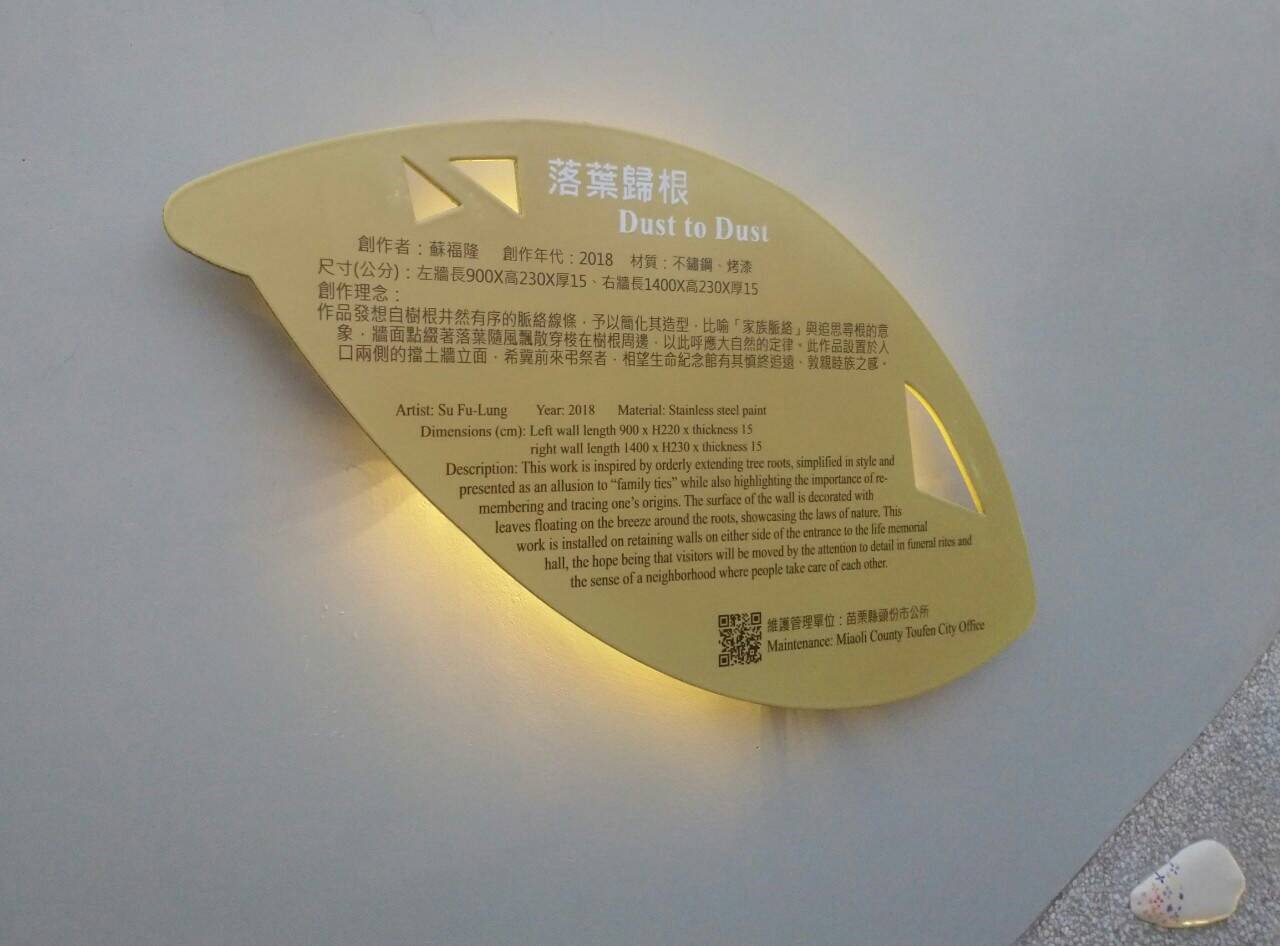 落葉歸根
Dust to Dust
創作者：蘇福隆 創作年代：2018 材質：不鏽鋼、烤漆
尺寸(公分)：左牆長900X高230X厚15、右牆長1400X高230X厚15
創作理念：
作品發想自樹根井然有序的脈絡線條，予以簡化其造型，比喻「家族脈絡」與追思尋根的意
象，牆面點綴著落葉隨風飄散穿梭在樹根周邊，以此呼應大自然的定律。此作品設置於入
口兩側的擋土牆立面，希冀前來弔祭者，相望生命紀念館有其慎終追遠、敦親睦族之感。
Artist: Su Fu-Lung Year: 2018 Material: Stainless steel paint
Dimensions (cm): Left wall length 900 x H220 x thickness 15
right wall length 1400 x H230 x thickness 15
Description: This work is inspired by orderly extending tree roots, simplified in style and
presented as an allusion to “family ties” while also highlighting the importance of re-
membering and tracing one’s origins. The surface of the wall is decorated with
leaves floating on the breeze around the roots, showcasing the laws of nature. This
work is installed on retaining walls on either side of the entrance to the life memorial
hall, the hope being that visitors will be moved by the attention to detail in funeral rites and
the sense of a neighborhood where people take care of each other.
維護管理單位：苗栗縣頭份市公所
Maintenance: Miaoli County Toufen City Office